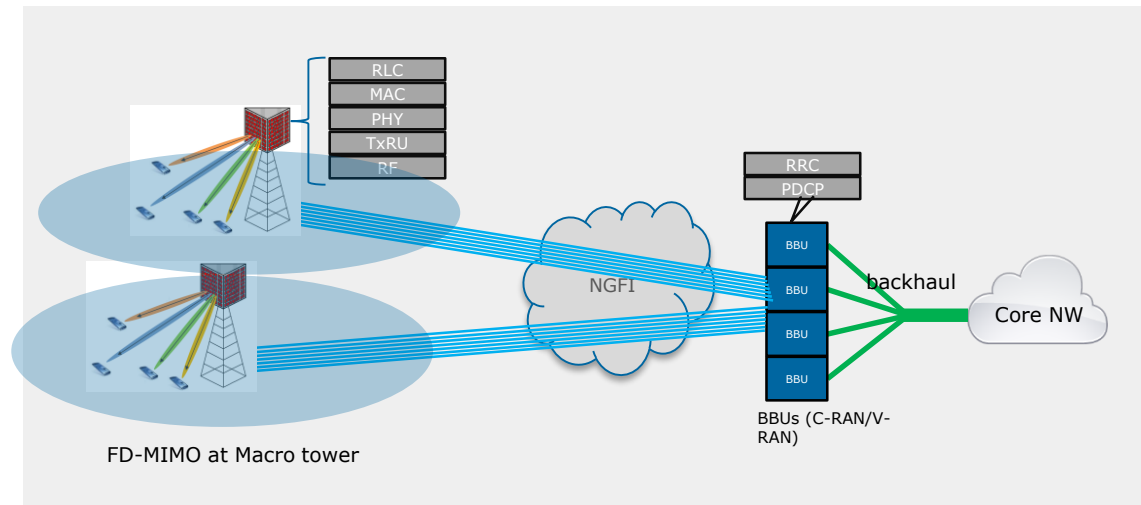 RLC
MAC
PHY
TxRU
RF
RRC
PDCP
BBU
BBU
BBU
BBU
NGFI
backhaul
Core NW
BBUs (C-RAN/V-
RAN)
FD-MIMO at Macro tower